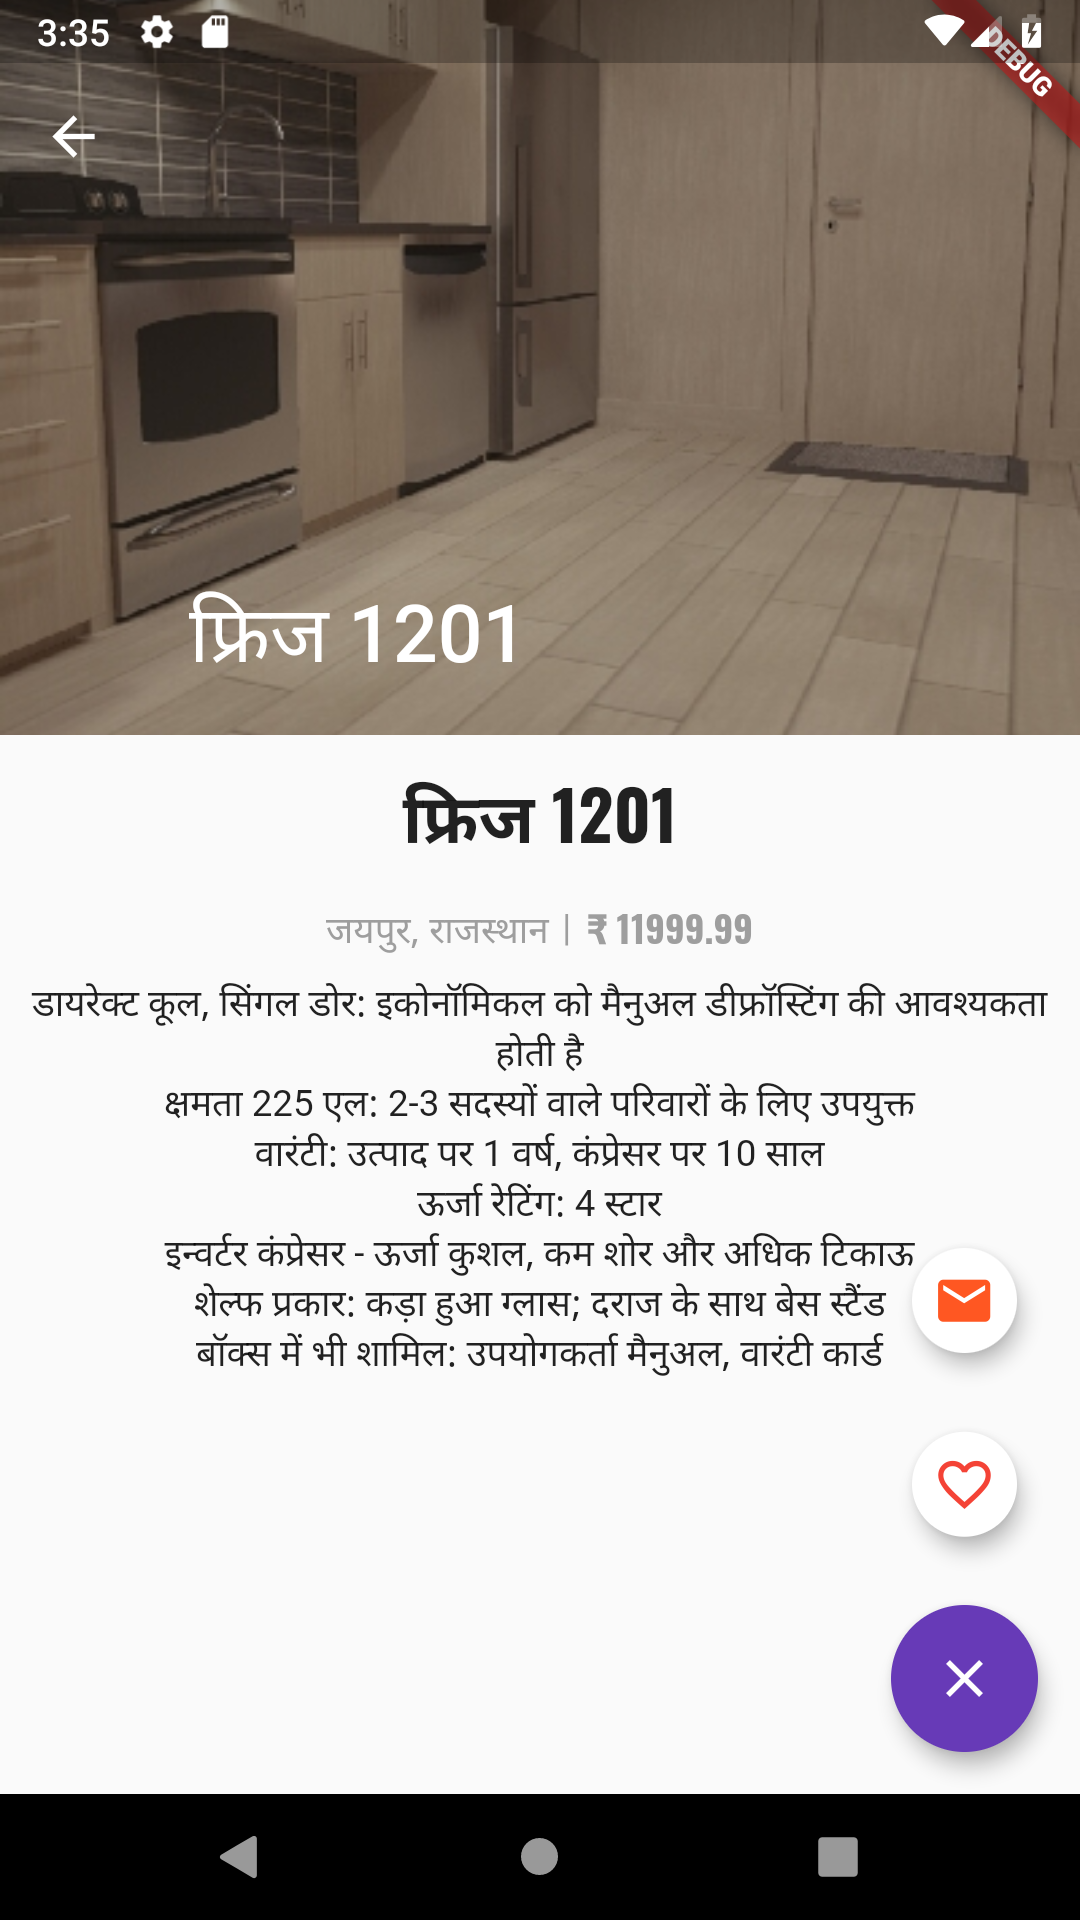 3:35
DEBUG
फ्रिज 1201
फ्रिज 1201
जयपुर, राजस्थान | ₹ 11999.99
डायरेक्ट कूल, सिंगल डोर: इकोनॉमिकल को मैनुअल डीफ्रॉस्टिंग की आवश्यकता
होती है
क्षमता 225 एल: 2-3 सदस्यों वाले परिवारों के लिए उपयुक्त
वारंटी: उत्पाद पर 1 वर्ष, कंप्रेसर पर 10 साल
ऊर्जा रेटिंग: 4 स्टार
इन्वर्टर कंप्रेसर - ऊर्जा कुशल, कम शोर और अधिक टिकाऊ
शेल्फ प्रकार: कड़ा हुआ ग्लास; दराज के साथ बेस स्टैंड
बॉक्स में भी शामिल: उपयोगकर्ता मैनुअल, वारंटी कार्ड